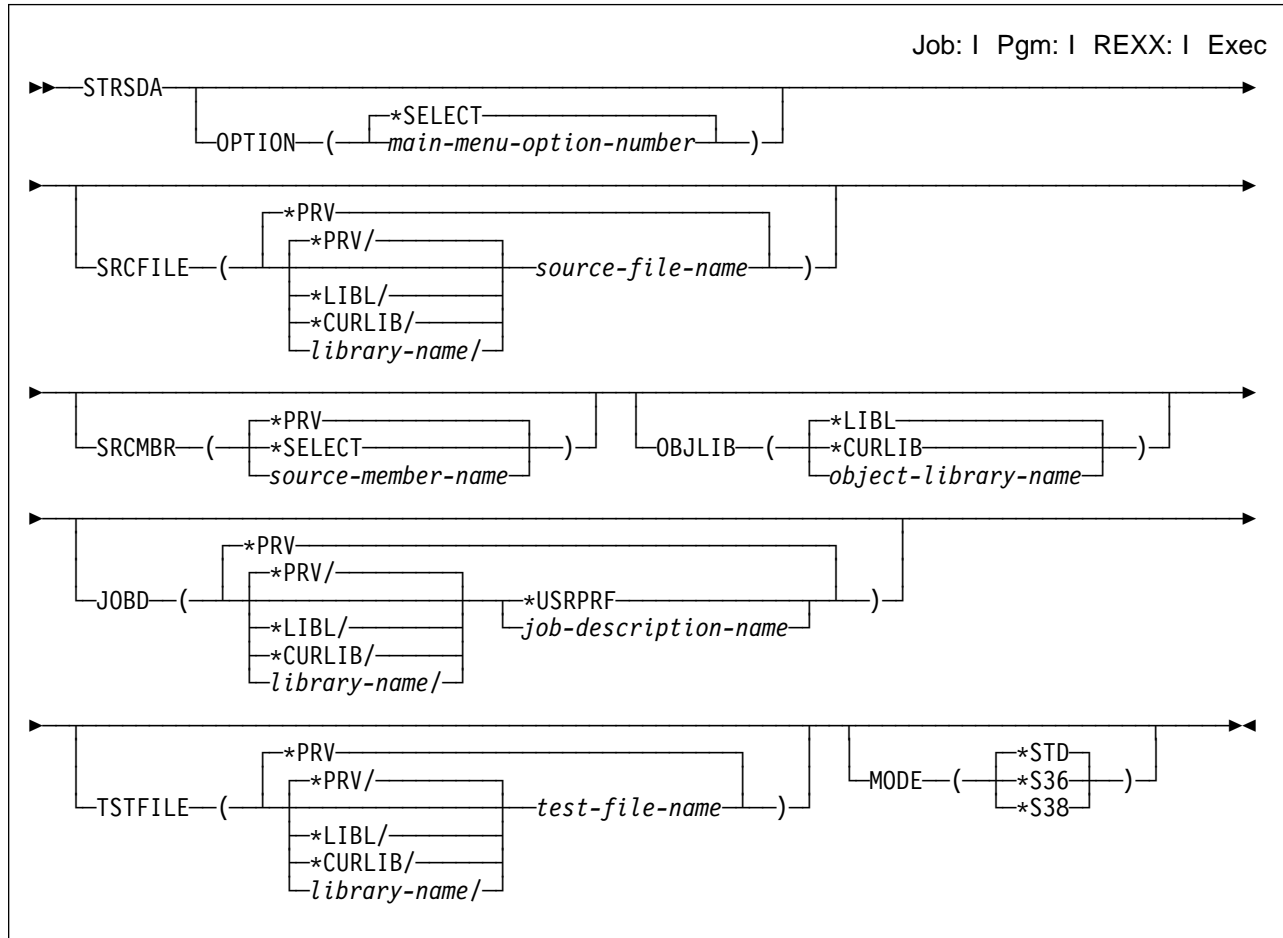 Job: I Pgm: I REXX: I Exec
STRSDA
*SELECT
OPTION ( main-menu-option-number )
*PRV
*PRV/
SRCFILE ( source-file-name )
*LIBL/
*CURLIB/
library-name/
*PRV *LIBL
SRCMBR ( *SELECT ) OBJLIB ( *CURLIB )
source-member-name object-library-name
*PRV
*PRV/
JOBD ( *USRPRF )
*LIBL/ job-description-name
*CURLIB/
library-name/
*PRV *STD
*PRV/ MODE ( *S36 )
TSTFILE ( test-file-name ) *S38
*LIBL/
*CURLIB/
library-name/